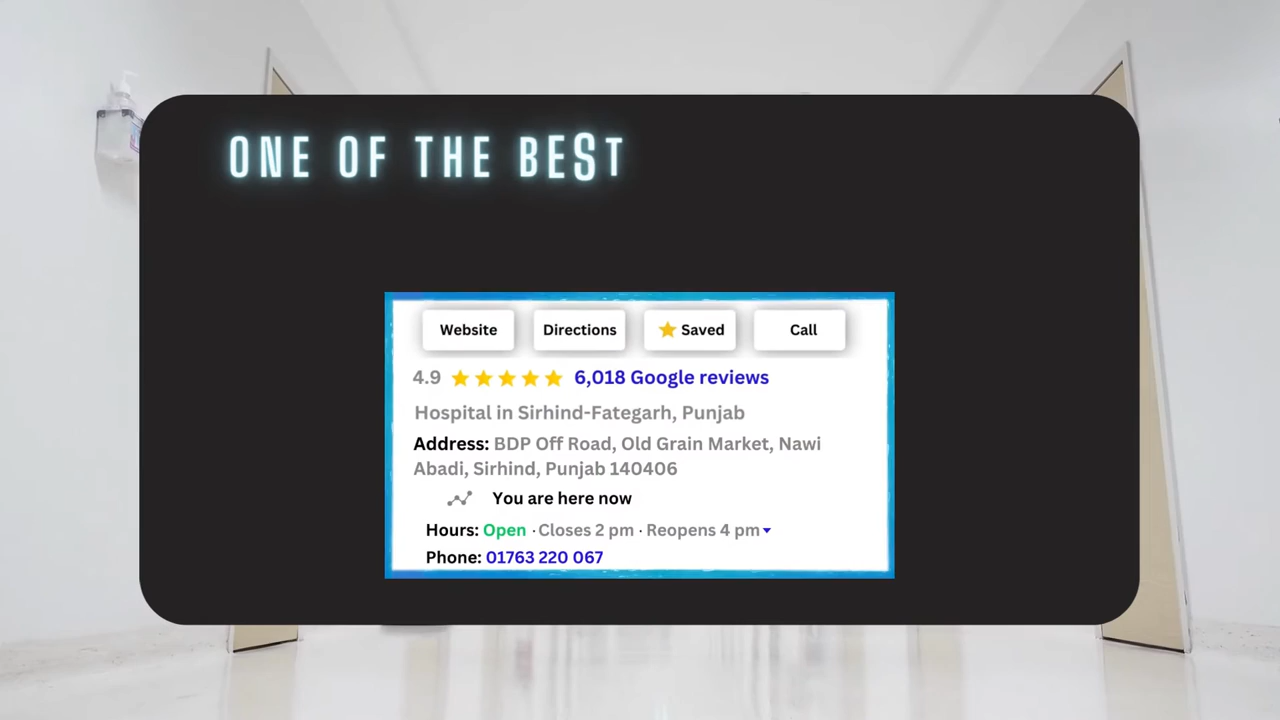 ONE OF THE BEST
Website Directions Saved Call
4.9 6,018 Google reviews
Hospital in Sirhind-Fategarh, Punjab
Address: BDP Off Road, Old Grain Market, Nawi
Abadi, Sirhind, Punjab 140406
You are here now
Hours: Open · Closes 2 pm · Reopens 4 pm
Phone: 01763 220 067